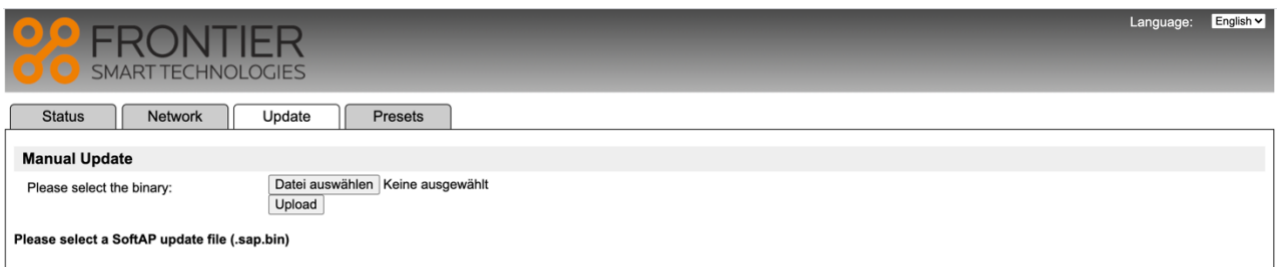 FRONTIER
SMART TECHNOLOGIES
Language: English
Status Network Update Presets
Manual Update
Please select the binary: Datei auswählen Keine ausgewählt
Upload
Please select a SoftAP update file (.sap.bin)